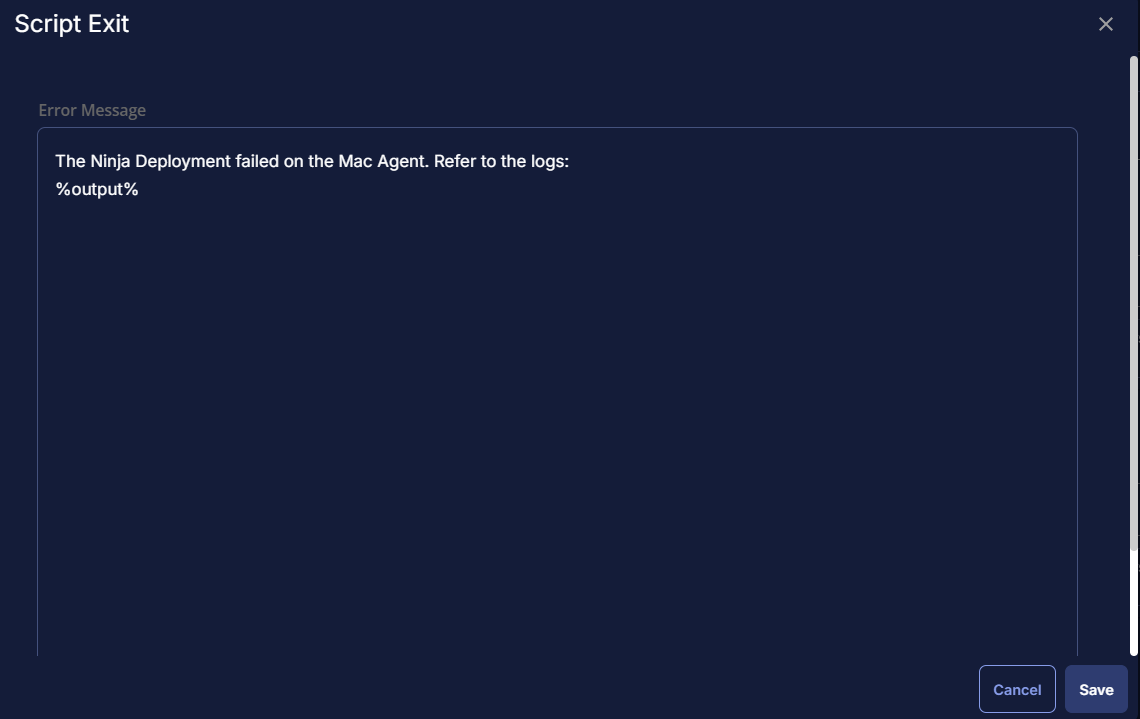 Script Exit
Error Message
The Ninja Deployment failed on the Mac Agent. Refer to the logs:
%output%
Cancel
Save